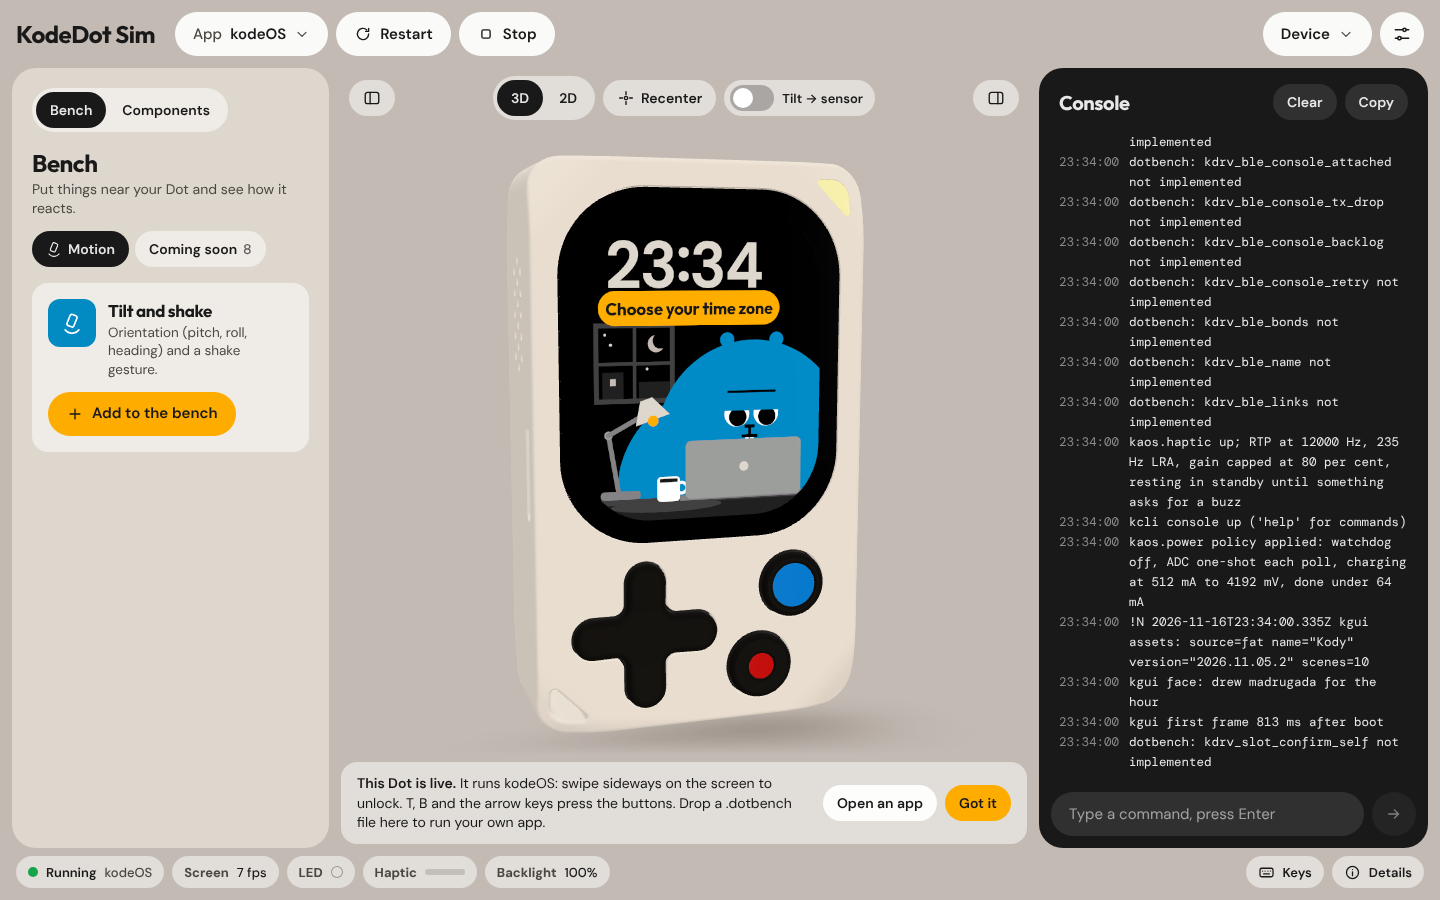 KodeDot Sim
App kodeOS
Restart
Stop
Device
Bench
Components
Bench
Put things near your Dot and see how it
reacts.
Motion
Coming soon 8
Tilt and shake
Orientation (pitch, roll,
heading) and a shake
gesture.
+ Add to the bench
3D
2D
Recenter
Tilt → sensor
23:34
Choose your time zone
This Dot is live. It runs kodeOS: swipe sideways on the screen to
unlock. T, B and the arrow keys press the buttons. Drop a .dotbench
file here to run your own app.
Open an app
Got it
Console
Clear
Copy
implemented
23:34:00 dotbench: kdrv_ble_console_attached
not implemented
23:34:00 dotbench: kdrv_ble_console_tx_drop
not implemented
23:34:00 dotbench: kdrv_ble_console_backlog
not implemented
23:34:00 dotbench: kdrv_ble_console_retry not
implemented
23:34:00 dotbench: kdrv_ble_bonds not
implemented
23:34:00 dotbench: kdrv_ble_name not
implemented
23:34:00 dotbench: kdrv_ble_links not
implemented
23:34:00 kaos.haptic up; RTP at 12000 Hz, 235
Hz LRA, gain capped at 80 per cent,
resting in standby until something
asks for a buzz
23:34:00 kcli console up ('help' for commands)
23:34:00 kaos.power policy applied: watchdog
off, ADC one-shot each poll, charging
at 512 mA to 4192 mV, done under 64
mA
23:34:00 !N 2026-11-16T23:34:00.335Z kgui
assets: source=fat name="Kody"
version="2026.11.05.2" scenes=10
23:34:00 kgui face: drew madrugada for the
hour
23:34:00 kgui first frame 813 ms after boot
23:34:00 dotbench: kdrv_slot_confirm_self not
implemented
Type a command, press Enter
Running kodeOS
Screen 7 fps
LED
Haptic
Backlight 100%
Keys
Details